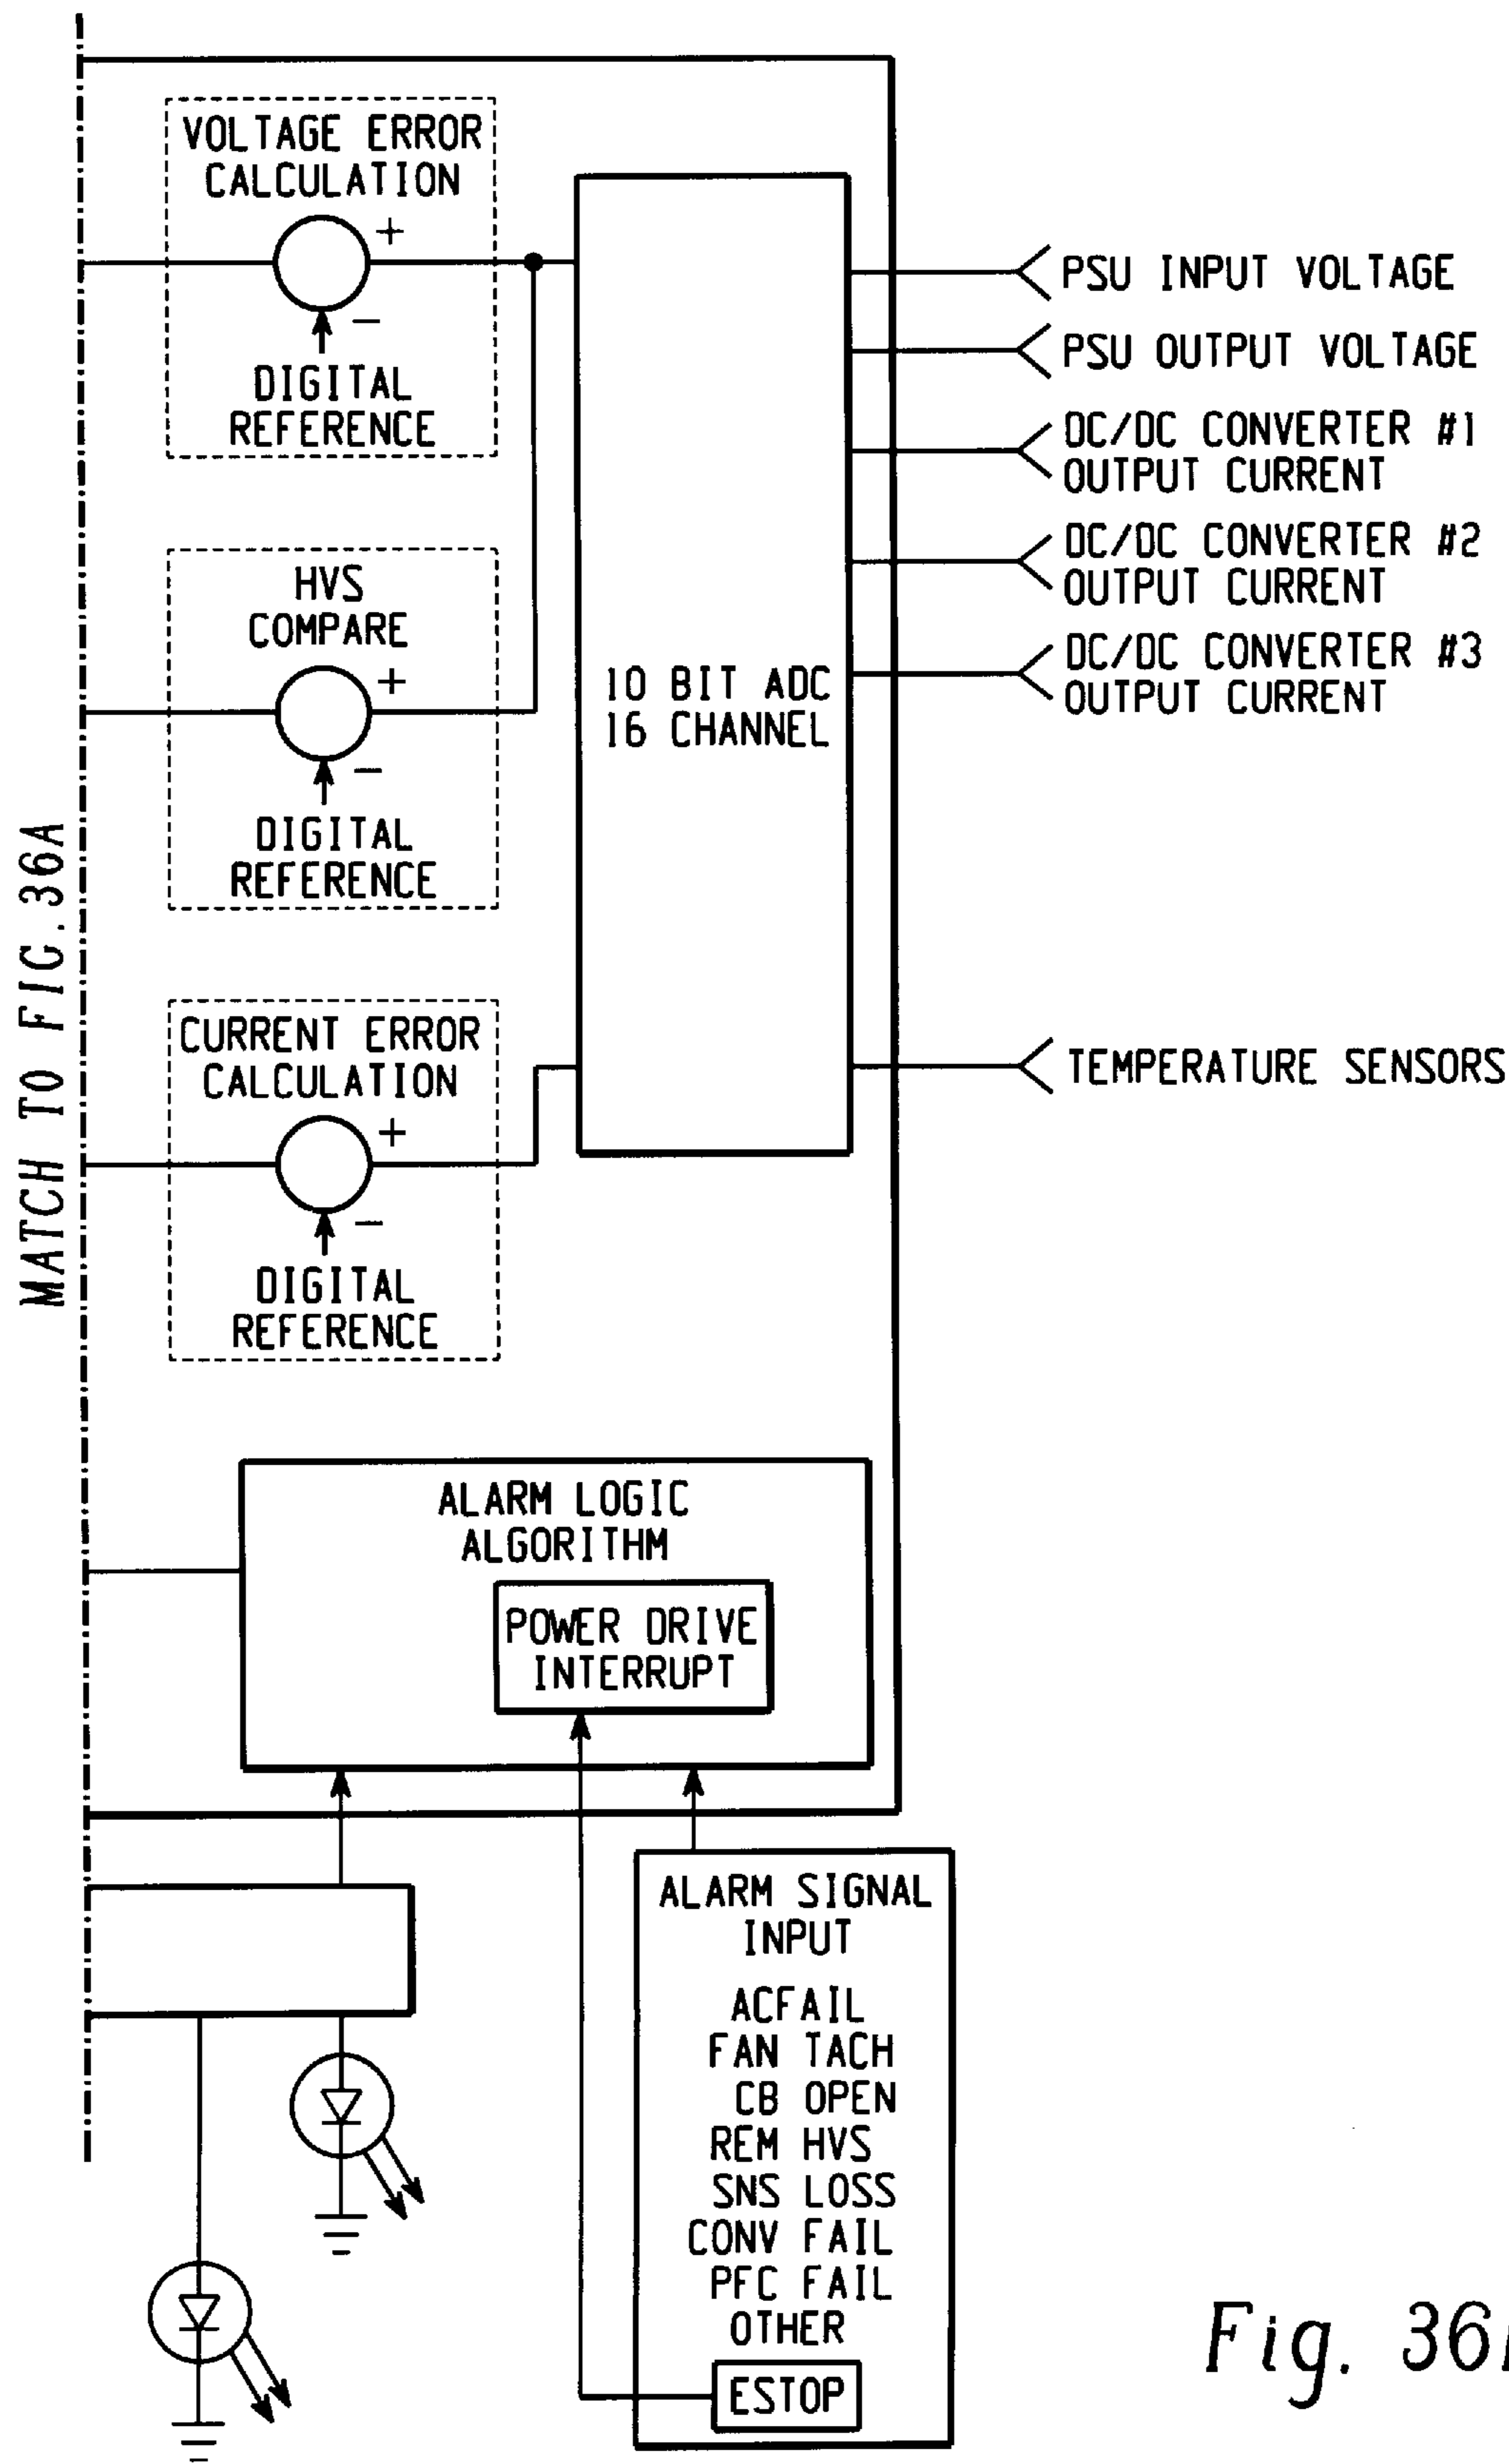 MATCH TO FIG.36A
VOLTAGE ERROR
CALCULATION
+
−
DIGITAL
REFERENCE
HVS
COMPARE
+
−
DIGITAL
REFERENCE
CURRENT ERROR
CALCULATION
+
−
DIGITAL
REFERENCE
10 BIT ADC
16 CHANNEL
PSU INPUT VOLTAGE
PSU OUTPUT VOLTAGE
DC/DC CONVERTER #1
OUTPUT CURRENT
DC/DC CONVERTER #2
OUTPUT CURRENT
DC/DC CONVERTER #3
OUTPUT CURRENT
TEMPERATURE SENSORS
ALARM LOGIC
ALGORITHM
POWER DRIVE
INTERRUPT
ALARM SIGNAL
INPUT
ACFAIL
FAN TACH
CB OPEN
REM HVS
SNS LOSS
CONV FAIL
PFC FAIL
OTHER
ESTOP
Fig. 36